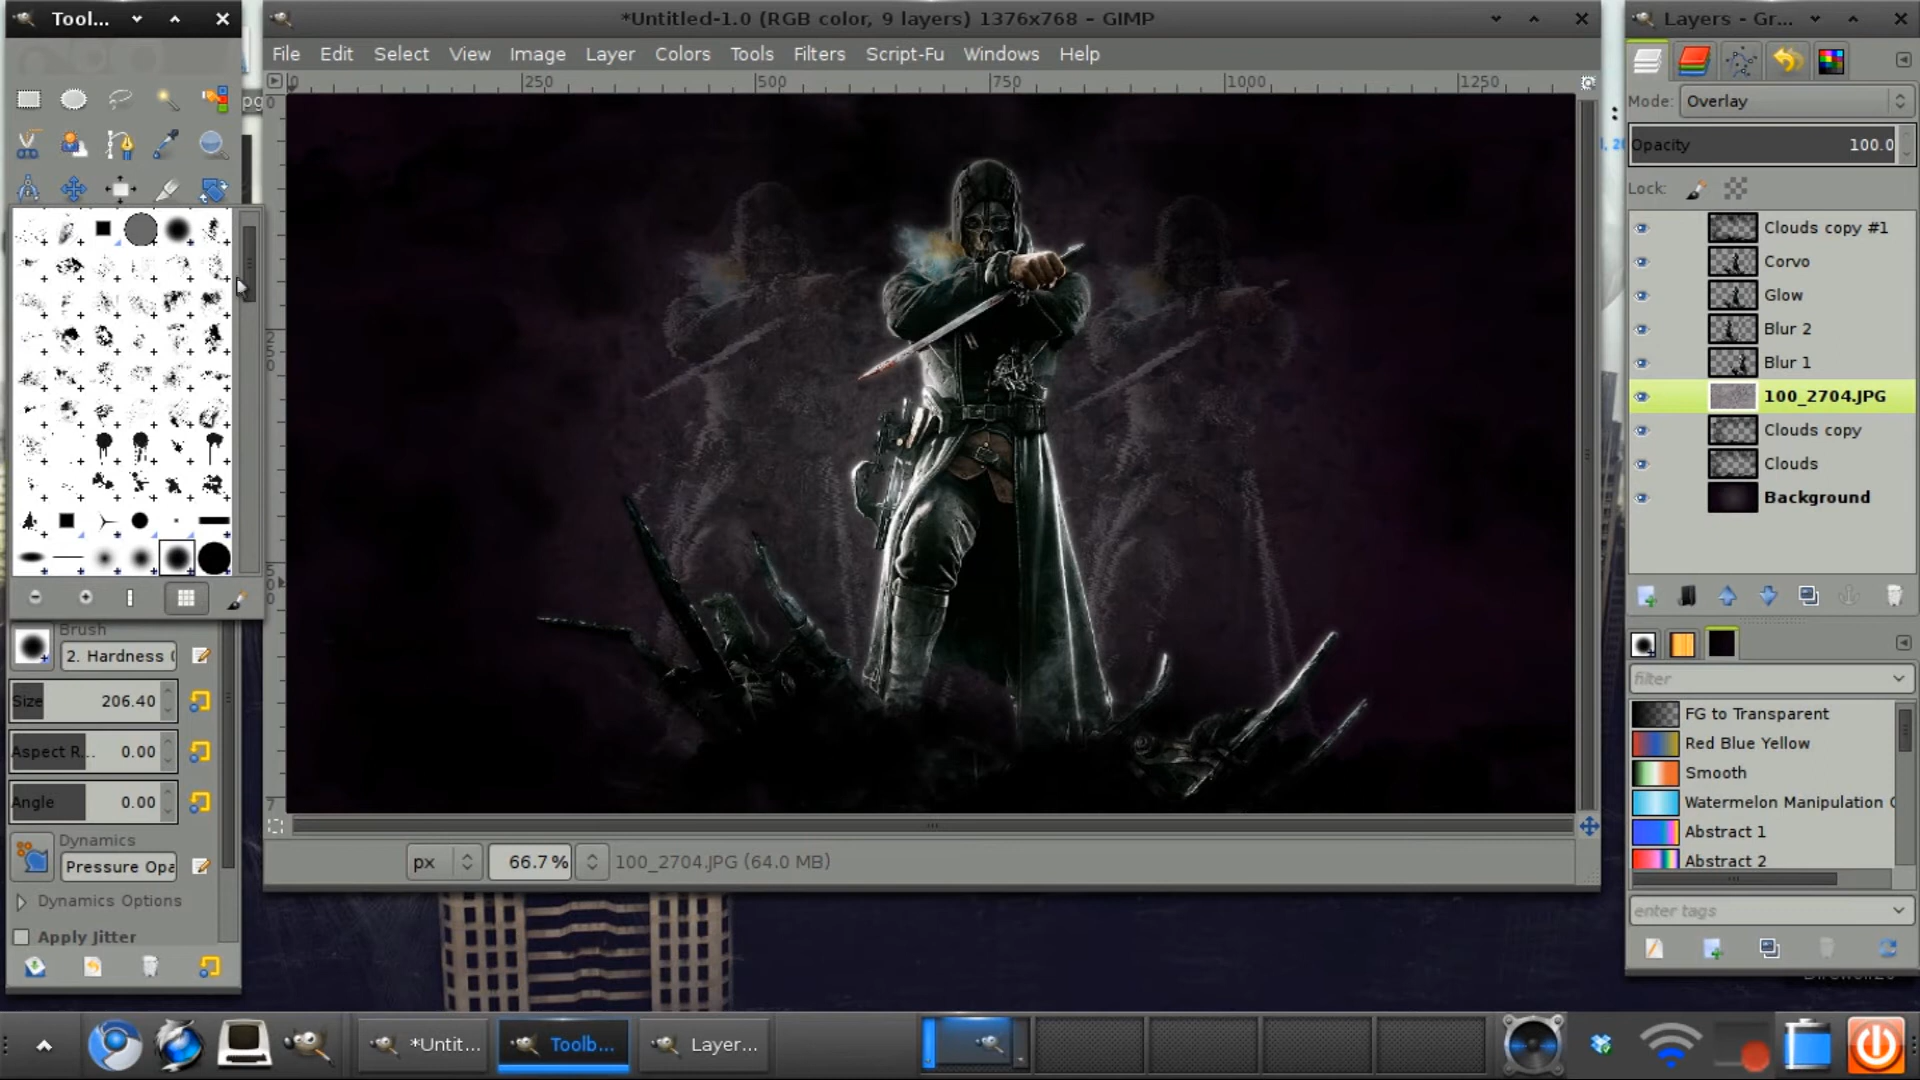 Tool...
*Untitled-1.0 (RGB color, 9 layers) 1376x768 – GIMP
Layers - Gr...
File Edit Select View Image Layer Colors Tools Filters Script-Fu Windows Help
0 250 500 750 1000 1250
Mode: Overlay
Opacity 100.0
Lock:
Clouds copy #1
Corvo
Glow
Blur 2
Blur 1
100_2704.JPG
Clouds copy
Clouds
Background
Brush
2. Hardness
Size 206.40
Aspect R... 0.00
Angle 0.00
Dynamics
Pressure Opa
Dynamics Options
Apply Jitter
filter
FG to Transparent
Red Blue Yellow
Smooth
Watermelon Manipulation
Abstract 1
Abstract 2
enter tags
px 66.7% 100_2704.JPG (64.0 MB)
*Untit... Toolb... Layer...